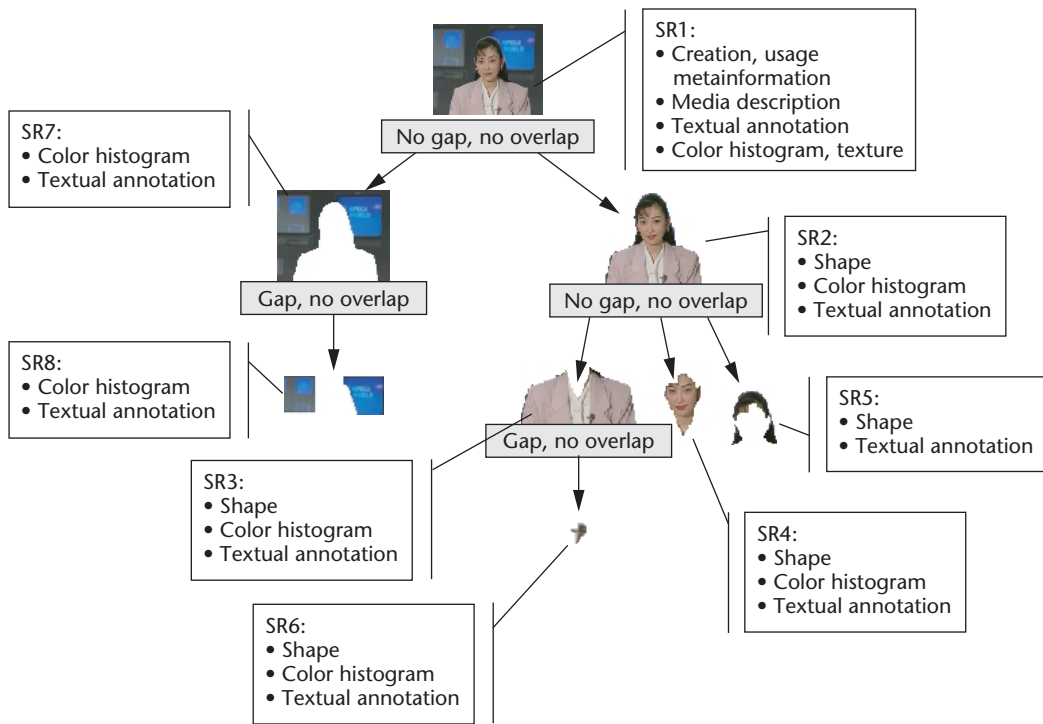 SR1:
• Creation, usage
metainformation
• Media description
• Textual annotation
• Color histogram, texture
No gap, no overlap
SR7:
• Color histogram
• Textual annotation
SR2:
• Shape
• Color histogram
• Textual annotation
Gap, no overlap
No gap, no overlap
SR8:
• Color histogram
• Textual annotation
SR5:
• Shape
• Textual annotation
Gap, no overlap
SR3:
• Shape
• Color histogram
• Textual annotation
SR4:
• Shape
• Color histogram
• Textual annotation
SR6:
• Shape
• Color histogram
• Textual annotation